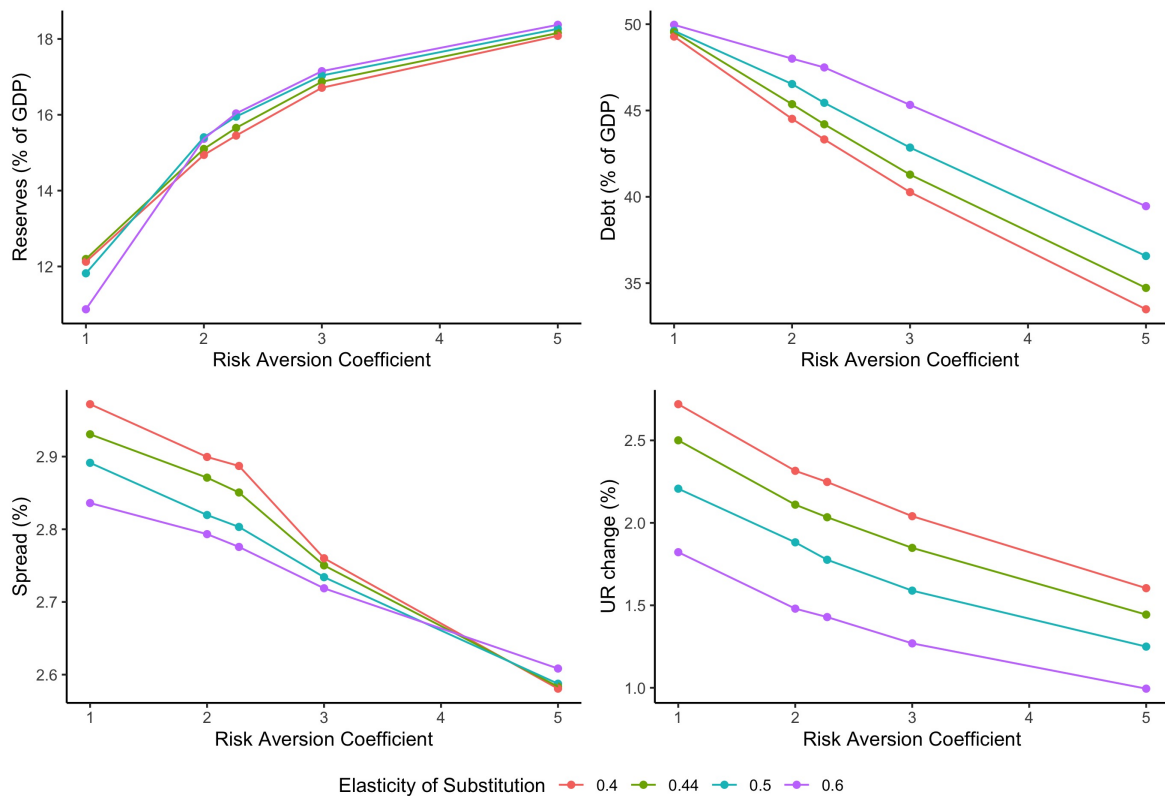 Reserves (% of GDP)
18
16
14
12
1 2 3 4 5
Risk Aversion Coefficient
Debt (% of GDP)
50
45
40
35
1 2 3 4 5
Risk Aversion Coefficient
Spread (%)
2.9
2.8
2.7
2.6
1 2 3 4 5
Risk Aversion Coefficient
UR change (%)
2.5
2.0
1.5
1.0
1 2 3 4 5
Risk Aversion Coefficient
Elasticity of Substitution 0.4 0.44 0.5 0.6